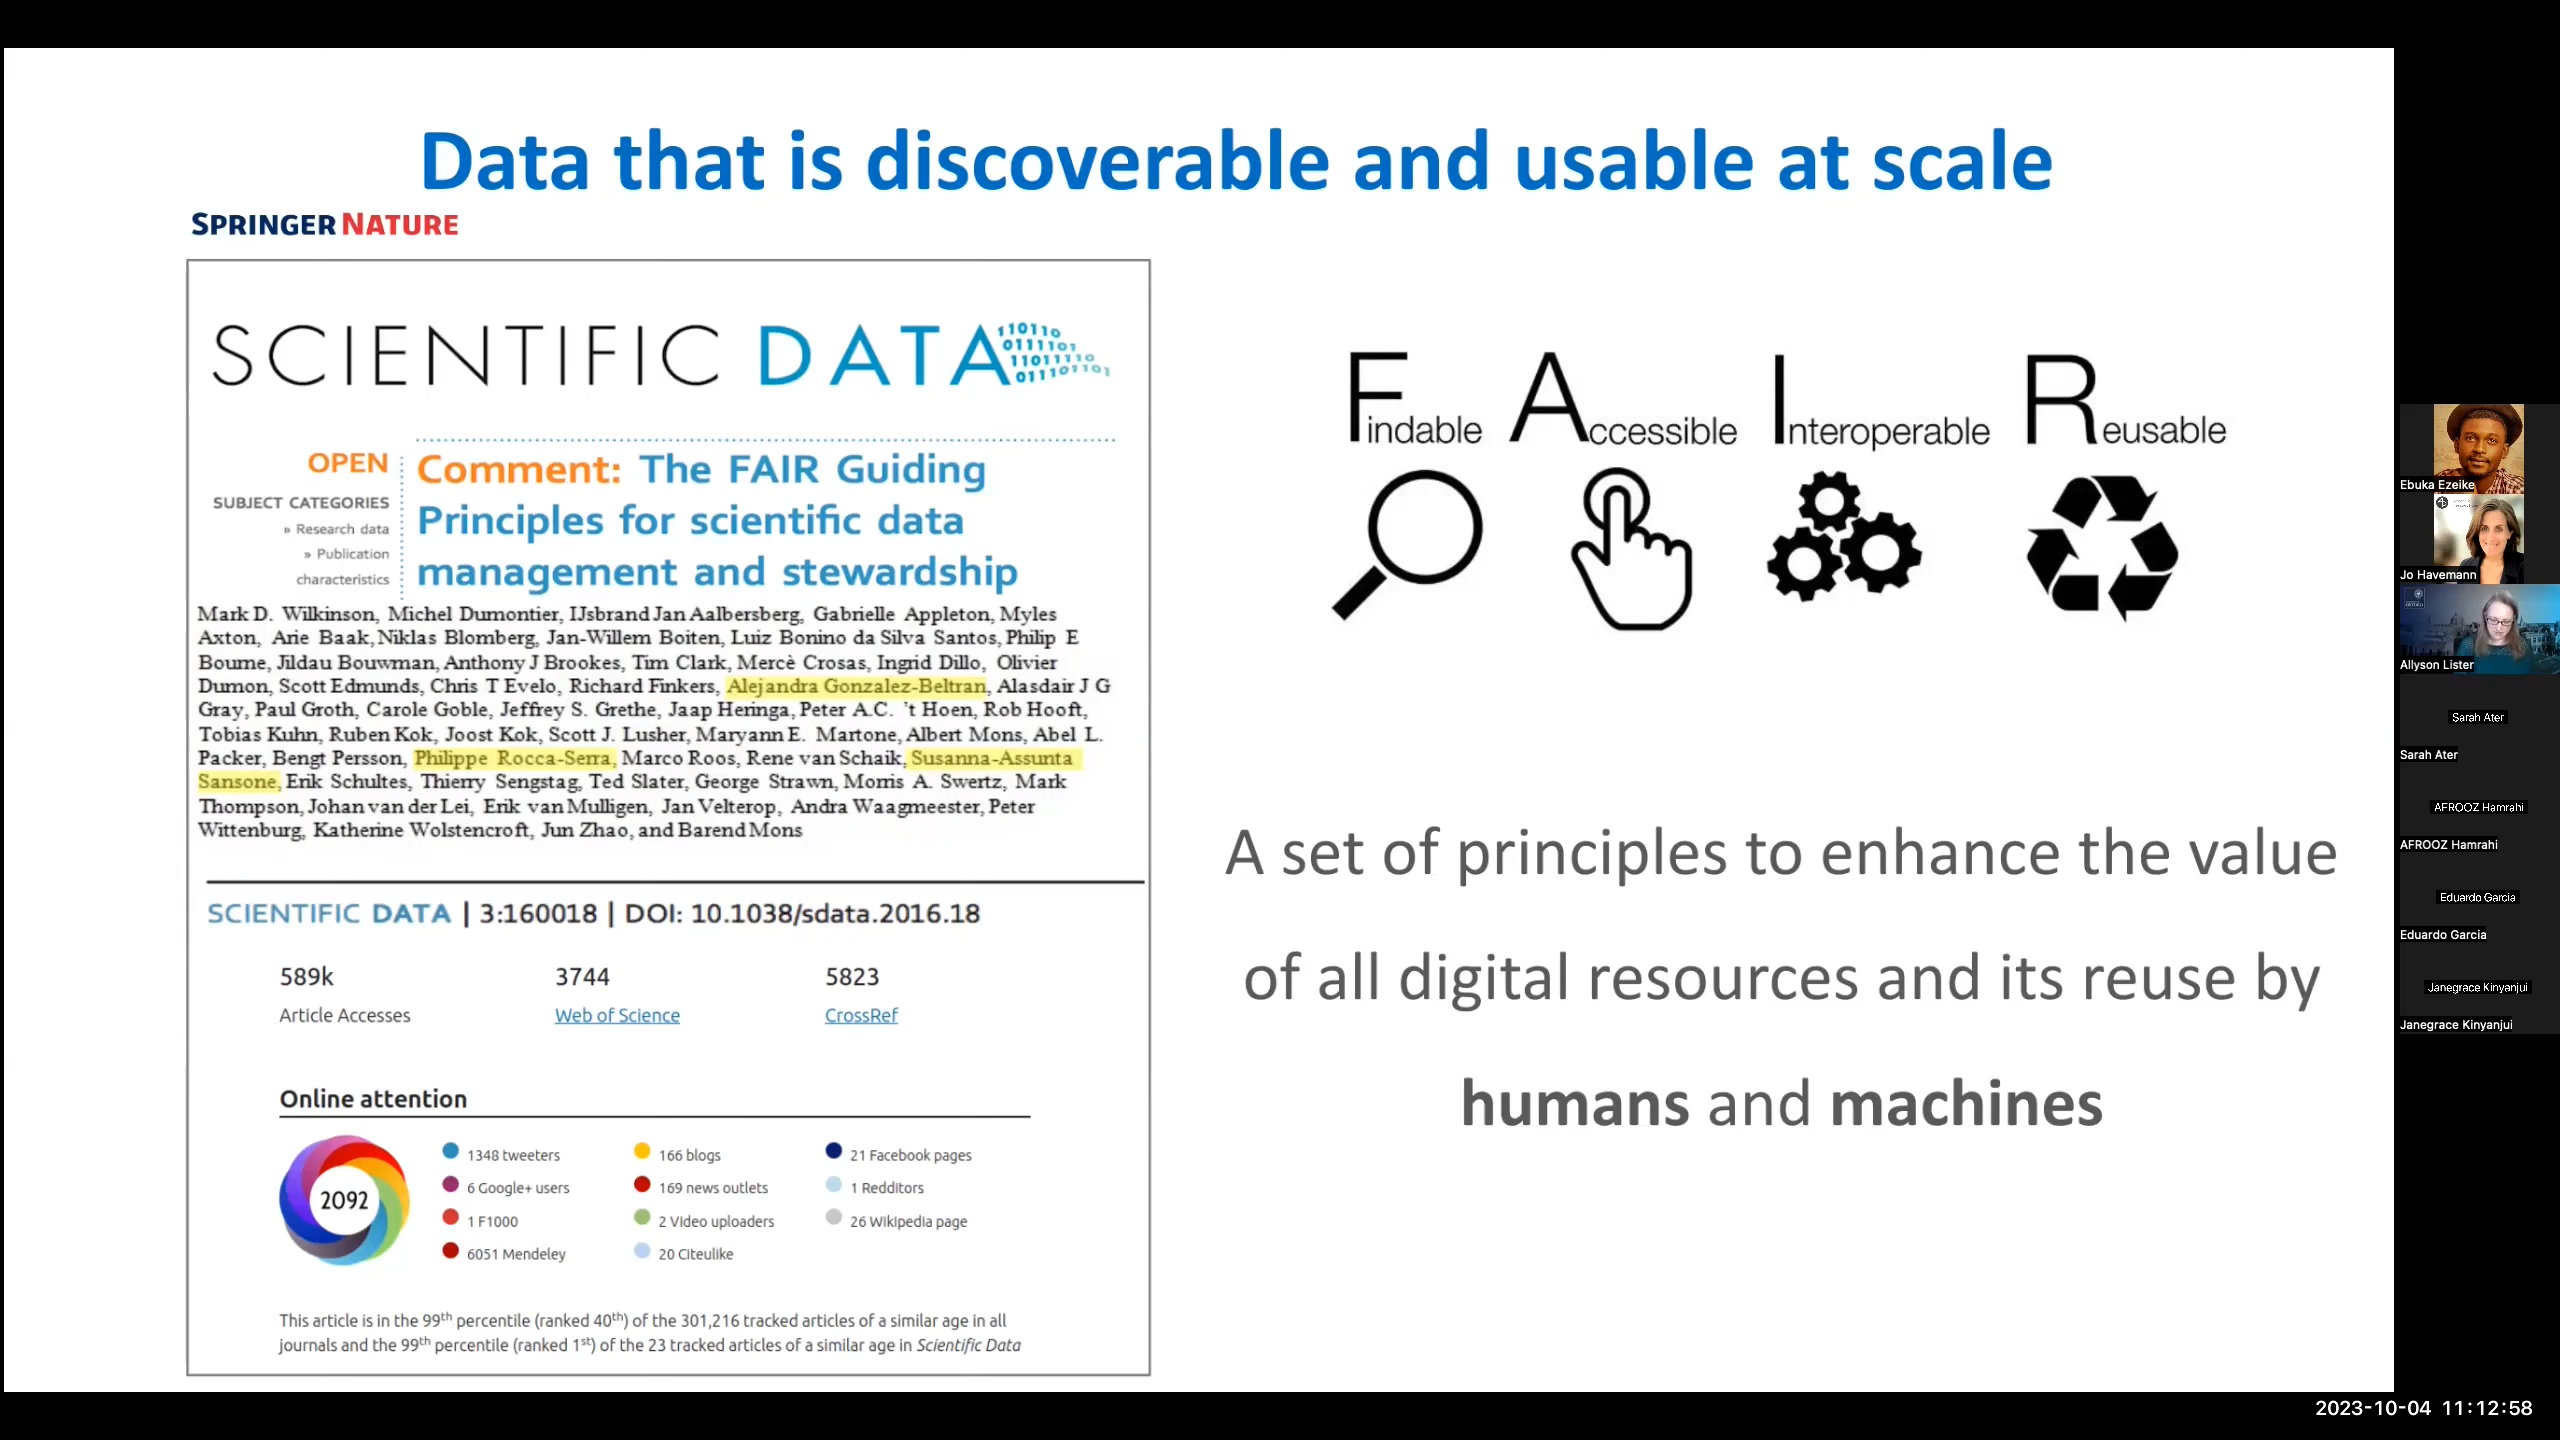 Data that is discoverable and usable at scale
SPRINGER NATURE
SCIENTIFIC DATA
110110
0111101
11011110
011101101
OPEN
SUBJECT CATEGORIES
» Research data
» Publication
characteristics
Comment: The FAIR Guiding
Principles for scientific data
management and stewardship
Mark D. Wilkinson, Michel Dumontier, IJsbrand Jan Aalbersberg, Gabrielle Appleton, Myles
Axton, Arie Baak, Niklas Blomberg, Jan-Willem Boiten, Luiz Bonino da Silva Santos, Philip E
Bourne, Jildau Bouwman, Anthony J Brookes, Tim Clark, Mercè Crosas, Ingrid Dillo, Olivier
Dumon, Scott Edmunds, Chris T Evelo, Richard Finkers, Alejandra Gonzalez-Beltran, Alasdair J G
Gray, Paul Groth, Carole Goble, Jeffrey S. Grethe, Jaap Heringa, Peter A.C. 't Hoen, Rob Hooft,
Tobias Kuhn, Ruben Kok, Joost Kok, Scott J. Lusher, Maryann E. Martone, Albert Mons, Abel L.
Packer, Bengt Persson, Philippe Rocca-Serra, Marco Roos, Rene van Schaik, Susanna-Assunta
Sansone, Erik Schultes, Thierry Sengstag, Ted Slater, George Strawn, Morris A. Swertz, Mark
Thompson, Johan van der Lei, Erik van Mulligen, Jan Velterop, Andra Waagmeester, Peter
Wittenburg, Katherine Wolstencroft, Jun Zhao, and Barend Mons
SCIENTIFIC DATA | 3:160018 | DOI: 10.1038/sdata.2016.18
589k 3744 5823
Article Accesses Web of Science CrossRef
Online attention
2092
1348 tweeters 166 blogs 21 Facebook pages
6 Google+ users 169 news outlets 1 Redditors
1 F1000 2 Video uploaders 26 Wikipedia page
6051 Mendeley 20 Citeulike
This article is in the 99th percentile (ranked 40th) of the 301,216 tracked articles of a similar age in all
journals and the 99th percentile (ranked 1st) of the 23 tracked articles of a similar age in Scientific Data
Findable Accessible Interoperable Reusable
A set of principles to enhance the value
of all digital resources and its reuse by
humans and machines
Ebuka Ezeike
Jo Havemann
Allyson Lister
Sarah Ater
Sarah Ater
AFROOZ Hamrahi
AFROOZ Hamrahi
Eduardo Garcia
Eduardo Garcia
Janegrace Kinyanjui
Janegrace Kinyanjui
2023-10-04 11:12:58